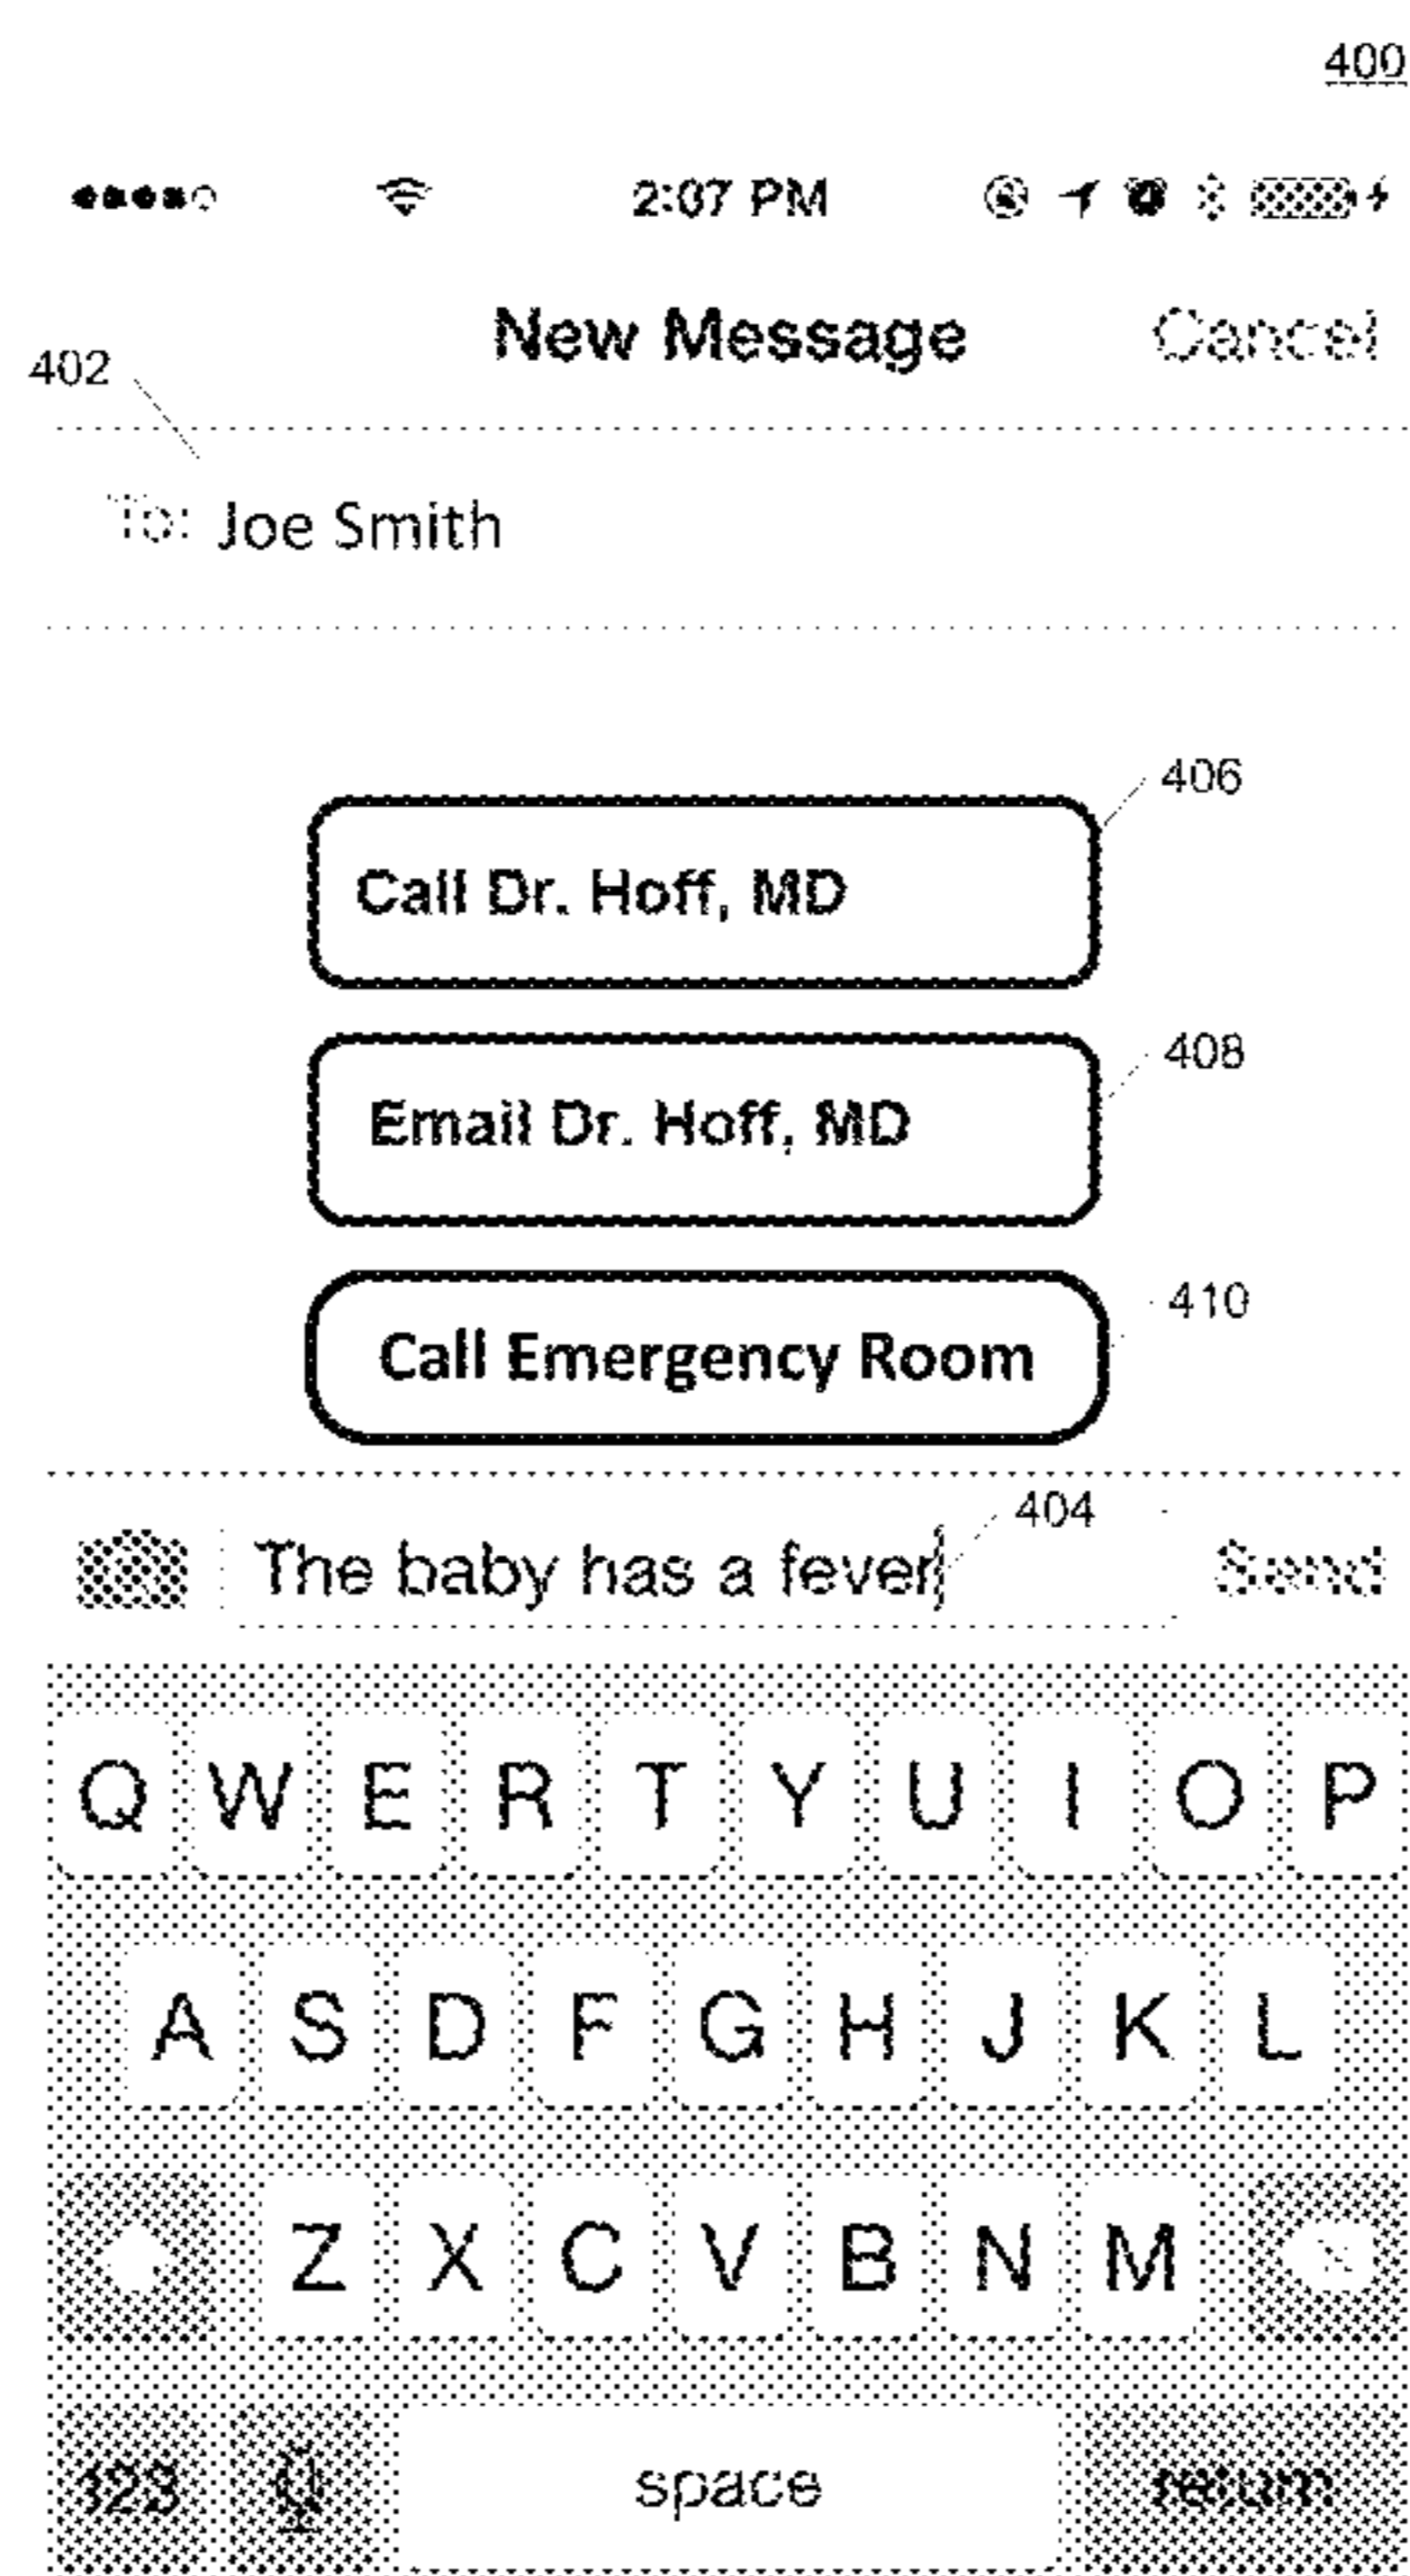 400
2:07 PM
New Message Cancel
402
To: Joe Smith
406
Call Dr. Hoff, MD
408
Email Dr. Hoff, MD
410
Call Emergency Room
404
The baby has a fever Send
Q W E R T Y U I O P
A S D F G H J K L
Z X C V B N M
123 space return